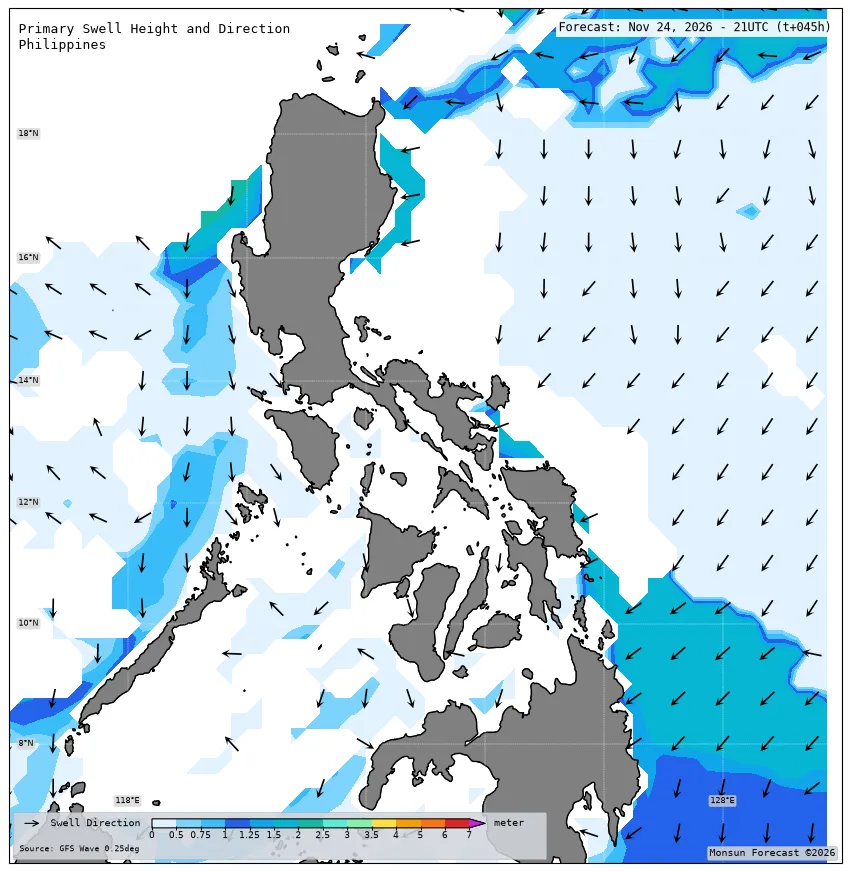 Primary Swell Height and Direction
Philippines
Forecast: Nov 24, 2026 - 21UTC (t+045h)
18°N
16°N
14°N
12°N
10°N
8°N
118°E
128°E
Swell Direction
0 0.5 0.75 1 1.25 1.5 2 2.5 3 3.5 4 5 6 7
meter
Source: GFS Wave 0.25deg
Monsun Forecast ©2026